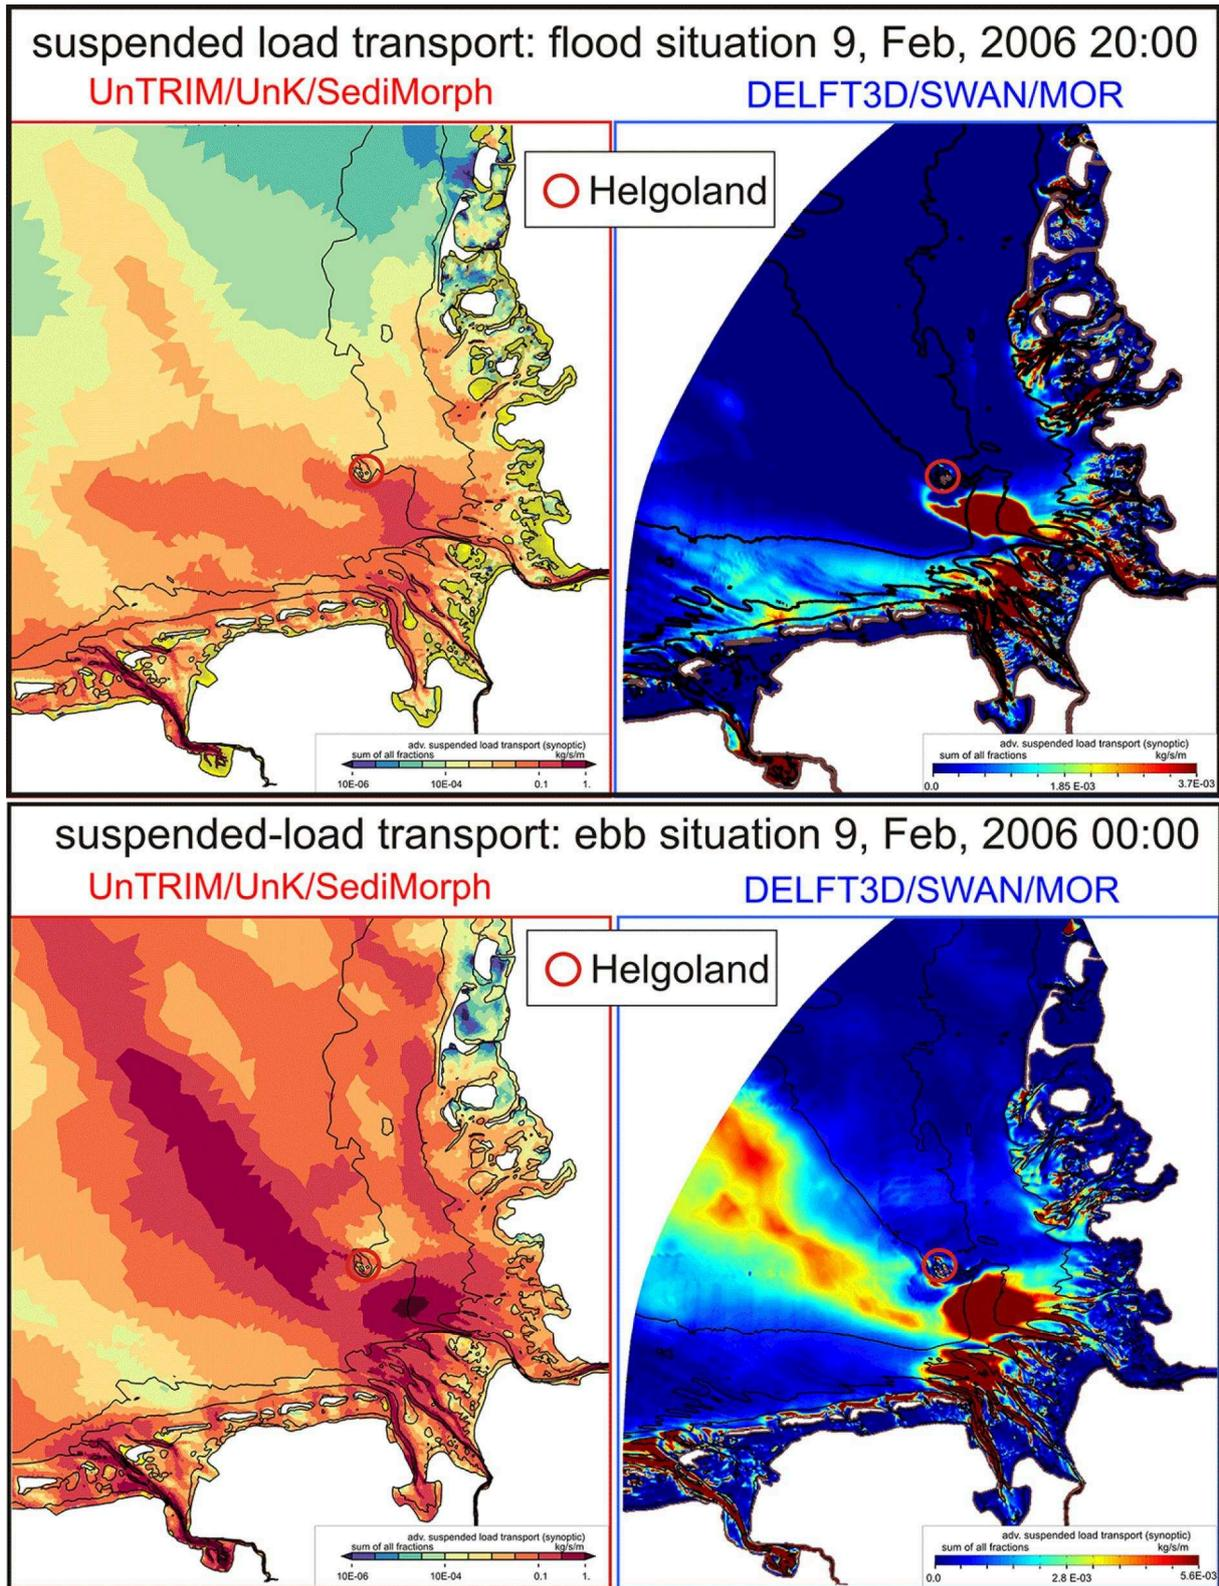 suspended load transport: flood situation 9, Feb, 2006 20:00
UnTRIM/UnK/SediMorph
DELFT3D/SWAN/MOR
Helgoland
adv. suspended load transport (synoptic)
sum of all fractions kg/s/m
10E-06 10E-04 0.1 1.
adv. suspended load transport (synoptic)
sum of all fractions kg/s/m
0.0 1.85 E-03 3.7E-03
suspended-load transport: ebb situation 9, Feb, 2006 00:00
UnTRIM/UnK/SediMorph
DELFT3D/SWAN/MOR
Helgoland
adv. suspended load transport (synoptic)
sum of all fractions kg/s/m
10E-06 10E-04 0.1 1.
adv. suspended load transport (synoptic)
sum of all fractions kg/s/m
0.0 2.8 E-03 5.6E-03